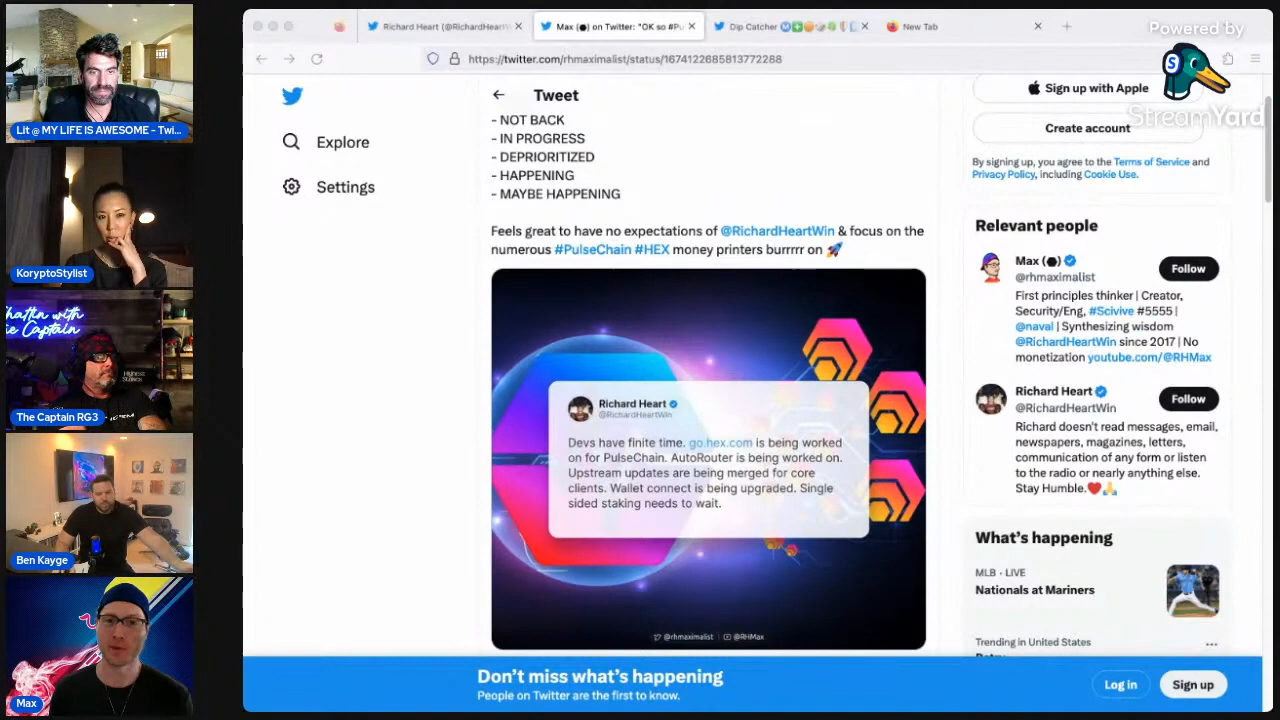 Lit @ MY LIFE IS AWESOME - Twi...
KoryptoStylist
Chatin with
The Captain RG3
Ben Kayge
Max
Richard Heart (@RichardHeartW
Max (⬣) on Twitter: "OK so #Pu
Dip Catcher
New Tab
Powered by
StreamYard
https://twitter.com/rhmaximalist/status/1674122685813772288
Explore
Settings
Tweet
- NOT BACK
- IN PROGRESS
- DEPRIORITIZED
- HAPPENING
- MAYBE HAPPENING
Feels great to have no expectations of @RichardHeartWin & focus on the
numerous #PulseChain #HEX money printers burrrrr on 🚀
Richard Heart
@RichardHeartWin
Devs have finite time. go.hex.com is being worked
on for PulseChain. AutoRouter is being worked on.
Upstream updates are being merged for core
clients. Wallet connect is being upgraded. Single
sided staking needs to wait.
@rhmaximalist | @RHMax
Sign up with Apple
Create account
By signing up, you agree to the Terms of Service and
Privacy Policy, including Cookie Use.
Relevant people
Max (⬣)
@rhmaximalist
Follow
First principles thinker | Creator,
Security/Eng, #Scivive #5555 |
@naval | Synthesizing wisdom
@RichardHeartWin since 2017 | No
monetization youtube.com/@RHMax
Richard Heart
@RichardHeartWin
Follow
Richard doesn't read messages, email,
newspapers, magazines, letters,
communication of any form or listen
to the radio or nearly anything else.
Stay Humble.❤️🙏
What's happening
MLB · LIVE
Nationals at Mariners
Trending in United States
Don't miss what's happening
People on Twitter are the first to know.
Log in
Sign up